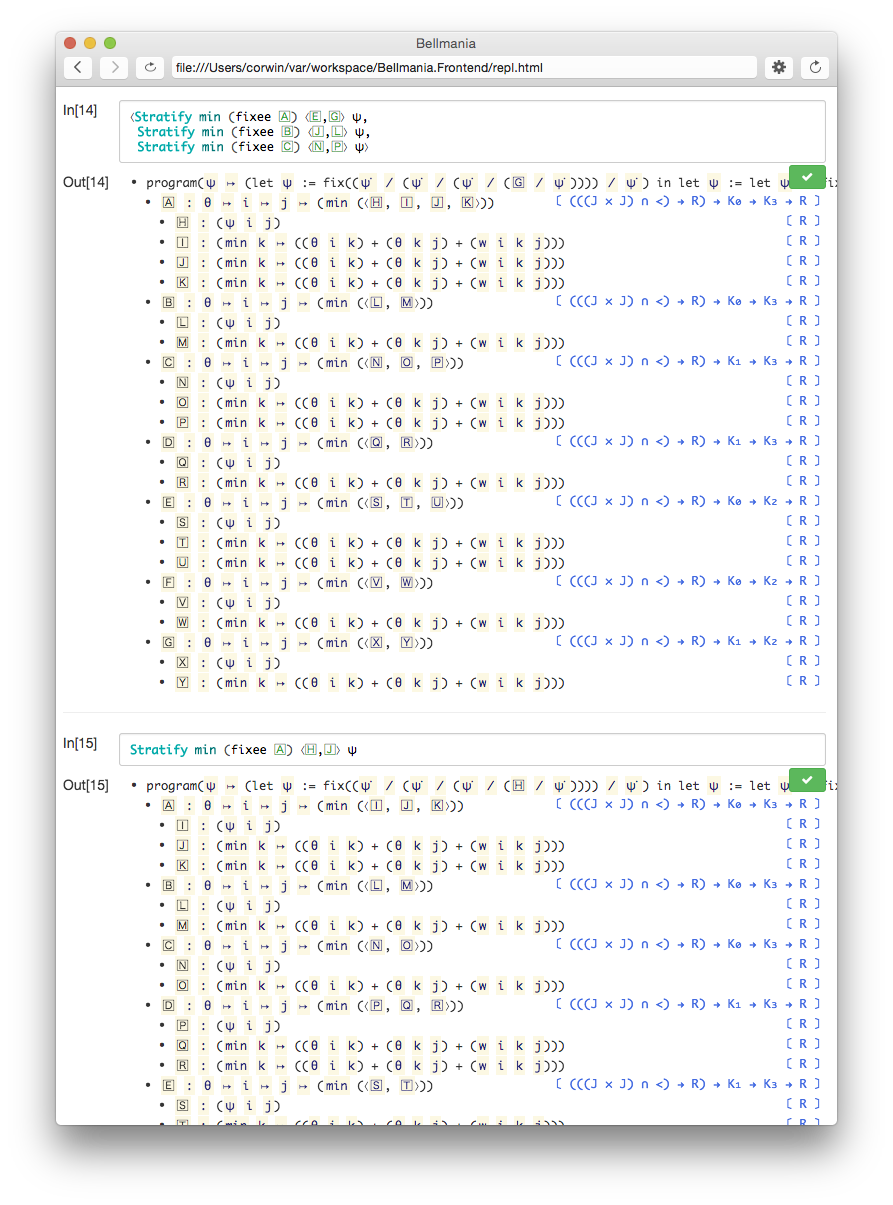 Bellmania
file:///Users/corwin/var/workspace/Bellmania.Frontend/repl.html
In[14]
⟨Stratify min (fixee 🄰) ⟨🄴,🄶⟩ ψ,
Stratify min (fixee 🄱) ⟨🄹,🄻⟩ ψ,
Stratify min (fixee 🄲) ⟨🄽,🄿⟩ ψ⟩
Out[14]
• program(ψ ↦ (let ψ := fix((ψ̇ / (ψ̇ / (ψ̇ / (🄶 / ψ̇)))) / ψ̇) in let ψ := let ψ
• 🄰 : θ ↦ i ↦ j ↦ (min (⟨🄷, 🄸, 🄹, 🄺⟩)) [ (((J × J) ∩ <) → R) → K₀ → K₃ → R ]
• 🄷 : (ψ i j) [ R ]
• 🄸 : (min k ↦ ((θ i k) + (θ k j) + (w i k j))) [ R ]
• 🄹 : (min k ↦ ((θ i k) + (θ k j) + (w i k j))) [ R ]
• 🄺 : (min k ↦ ((θ i k) + (θ k j) + (w i k j))) [ R ]
• 🄱 : θ ↦ i ↦ j ↦ (min (⟨🄻, 🄼⟩)) [ (((J × J) ∩ <) → R) → K₀ → K₃ → R ]
• 🄻 : (ψ i j) [ R ]
• 🄼 : (min k ↦ ((θ i k) + (θ k j) + (w i k j))) [ R ]
• 🄲 : θ ↦ i ↦ j ↦ (min (⟨🄽, 🄾, 🄿⟩)) [ (((J × J) ∩ <) → R) → K₁ → K₃ → R ]
• 🄽 : (ψ i j) [ R ]
• 🄾 : (min k ↦ ((θ i k) + (θ k j) + (w i k j))) [ R ]
• 🄿 : (min k ↦ ((θ i k) + (θ k j) + (w i k j))) [ R ]
• 🄳 : θ ↦ i ↦ j ↦ (min (⟨🅀, 🅁⟩)) [ (((J × J) ∩ <) → R) → K₁ → K₃ → R ]
• 🅀 : (ψ i j) [ R ]
• 🅁 : (min k ↦ ((θ i k) + (θ k j) + (w i k j))) [ R ]
• 🄴 : θ ↦ i ↦ j ↦ (min (⟨🅂, 🅃, 🅄⟩)) [ (((J × J) ∩ <) → R) → K₀ → K₂ → R ]
• 🅂 : (ψ i j) [ R ]
• 🅃 : (min k ↦ ((θ i k) + (θ k j) + (w i k j))) [ R ]
• 🅄 : (min k ↦ ((θ i k) + (θ k j) + (w i k j))) [ R ]
• 🄵 : θ ↦ i ↦ j ↦ (min (⟨🅅, 🅆⟩)) [ (((J × J) ∩ <) → R) → K₀ → K₂ → R ]
• 🅅 : (ψ i j) [ R ]
• 🅆 : (min k ↦ ((θ i k) + (θ k j) + (w i k j))) [ R ]
• 🄶 : θ ↦ i ↦ j ↦ (min (⟨🅇, 🅈⟩)) [ (((J × J) ∩ <) → R) → K₁ → K₂ → R ]
• 🅇 : (ψ i j) [ R ]
• 🅈 : (min k ↦ ((θ i k) + (θ k j) + (w i k j))) [ R ]
In[15]
Stratify min (fixee 🄰) ⟨🄷,🄹⟩ ψ
Out[15]
• program(ψ ↦ (let ψ := fix((ψ̇ / (ψ̇ / (ψ̇ / (🄷 / ψ̇)))) / ψ̇) in let ψ := let ψ
• 🄰 : θ ↦ i ↦ j ↦ (min (⟨🄸, 🄹, 🄺⟩)) [ (((J × J) ∩ <) → R) → K₀ → K₃ → R ]
• 🄸 : (ψ i j) [ R ]
• 🄹 : (min k ↦ ((θ i k) + (θ k j) + (w i k j))) [ R ]
• 🄺 : (min k ↦ ((θ i k) + (θ k j) + (w i k j))) [ R ]
• 🄱 : θ ↦ i ↦ j ↦ (min (⟨🄻, 🄼⟩)) [ (((J × J) ∩ <) → R) → K₀ → K₃ → R ]
• 🄻 : (ψ i j) [ R ]
• 🄼 : (min k ↦ ((θ i k) + (θ k j) + (w i k j))) [ R ]
• 🄲 : θ ↦ i ↦ j ↦ (min (⟨🄽, 🄾⟩)) [ (((J × J) ∩ <) → R) → K₀ → K₃ → R ]
• 🄽 : (ψ i j) [ R ]
• 🄾 : (min k ↦ ((θ i k) + (θ k j) + (w i k j))) [ R ]
• 🄳 : θ ↦ i ↦ j ↦ (min (⟨🄿, 🅀, 🅁⟩)) [ (((J × J) ∩ <) → R) → K₁ → K₃ → R ]
• 🄿 : (ψ i j) [ R ]
• 🅀 : (min k ↦ ((θ i k) + (θ k j) + (w i k j))) [ R ]
• 🅁 : (min k ↦ ((θ i k) + (θ k j) + (w i k j))) [ R ]
• 🄴 : θ ↦ i ↦ j ↦ (min (⟨🅂, 🅃⟩)) [ (((J × J) ∩ <) → R) → K₁ → K₃ → R ]
• 🅂 : (ψ i j) [ R ]
• 🅃 : (min k ↦ ((θ i k) + (θ k j) + (w i k j))) [ R ]